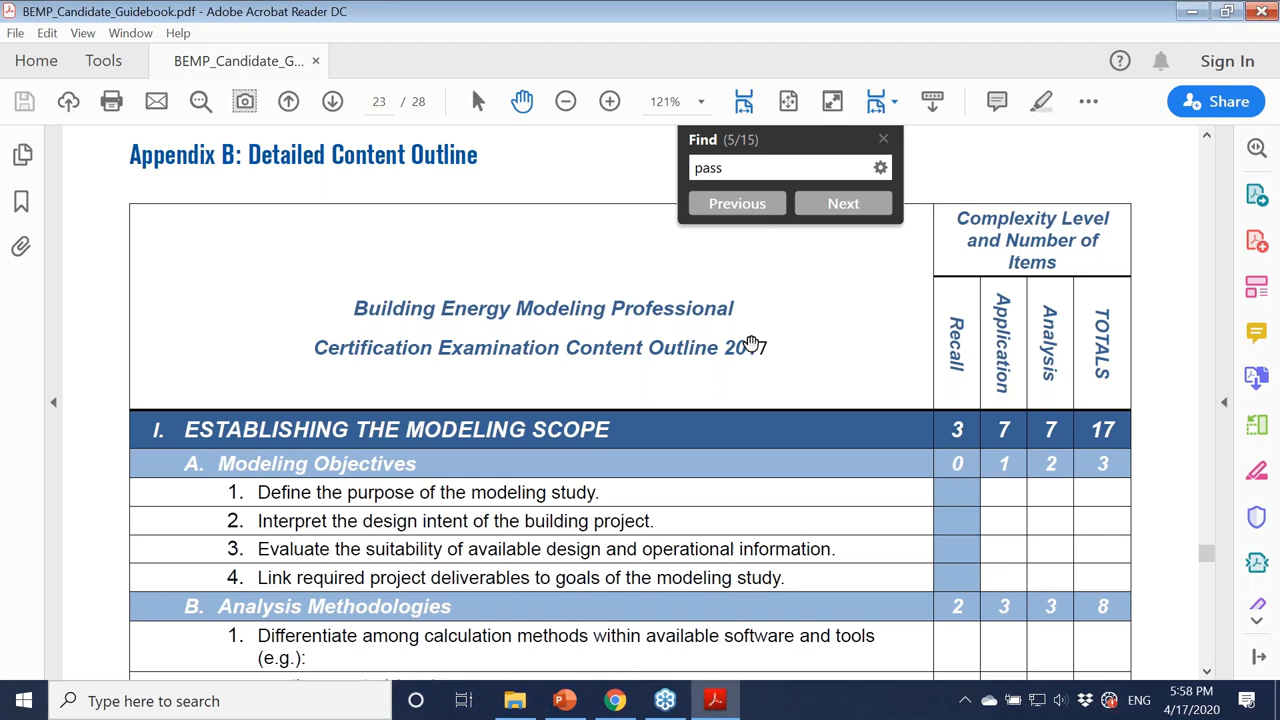 BEMP_Candidate_Guidebook.pdf - Adobe Acrobat Reader DC
File Edit View Window Help
Home Tools BEMP_Candidate_G... × Sign In
23 / 28 121% Share
Find (5/15)
pass
Previous Next
Appendix B: Detailed Content Outline
Building Energy Modeling Professional
Certification Examination Content Outline
Complexity Level
and Number of
Items
Recall Application Analysis TOTALS
I. ESTABLISHING THE MODELING SCOPE 3 7 7 17
A. Modeling Objectives 0 1 2 3
1. Define the purpose of the modeling study.
2. Interpret the design intent of the building project.
3. Evaluate the suitability of available design and operational information.
4. Link required project deliverables to goals of the modeling study.
B. Analysis Methodologies 2 3 3 8
1. Differentiate among calculation methods within available software and tools
(e.g.):
Type here to search
ENG
5:58 PM
4/17/2020